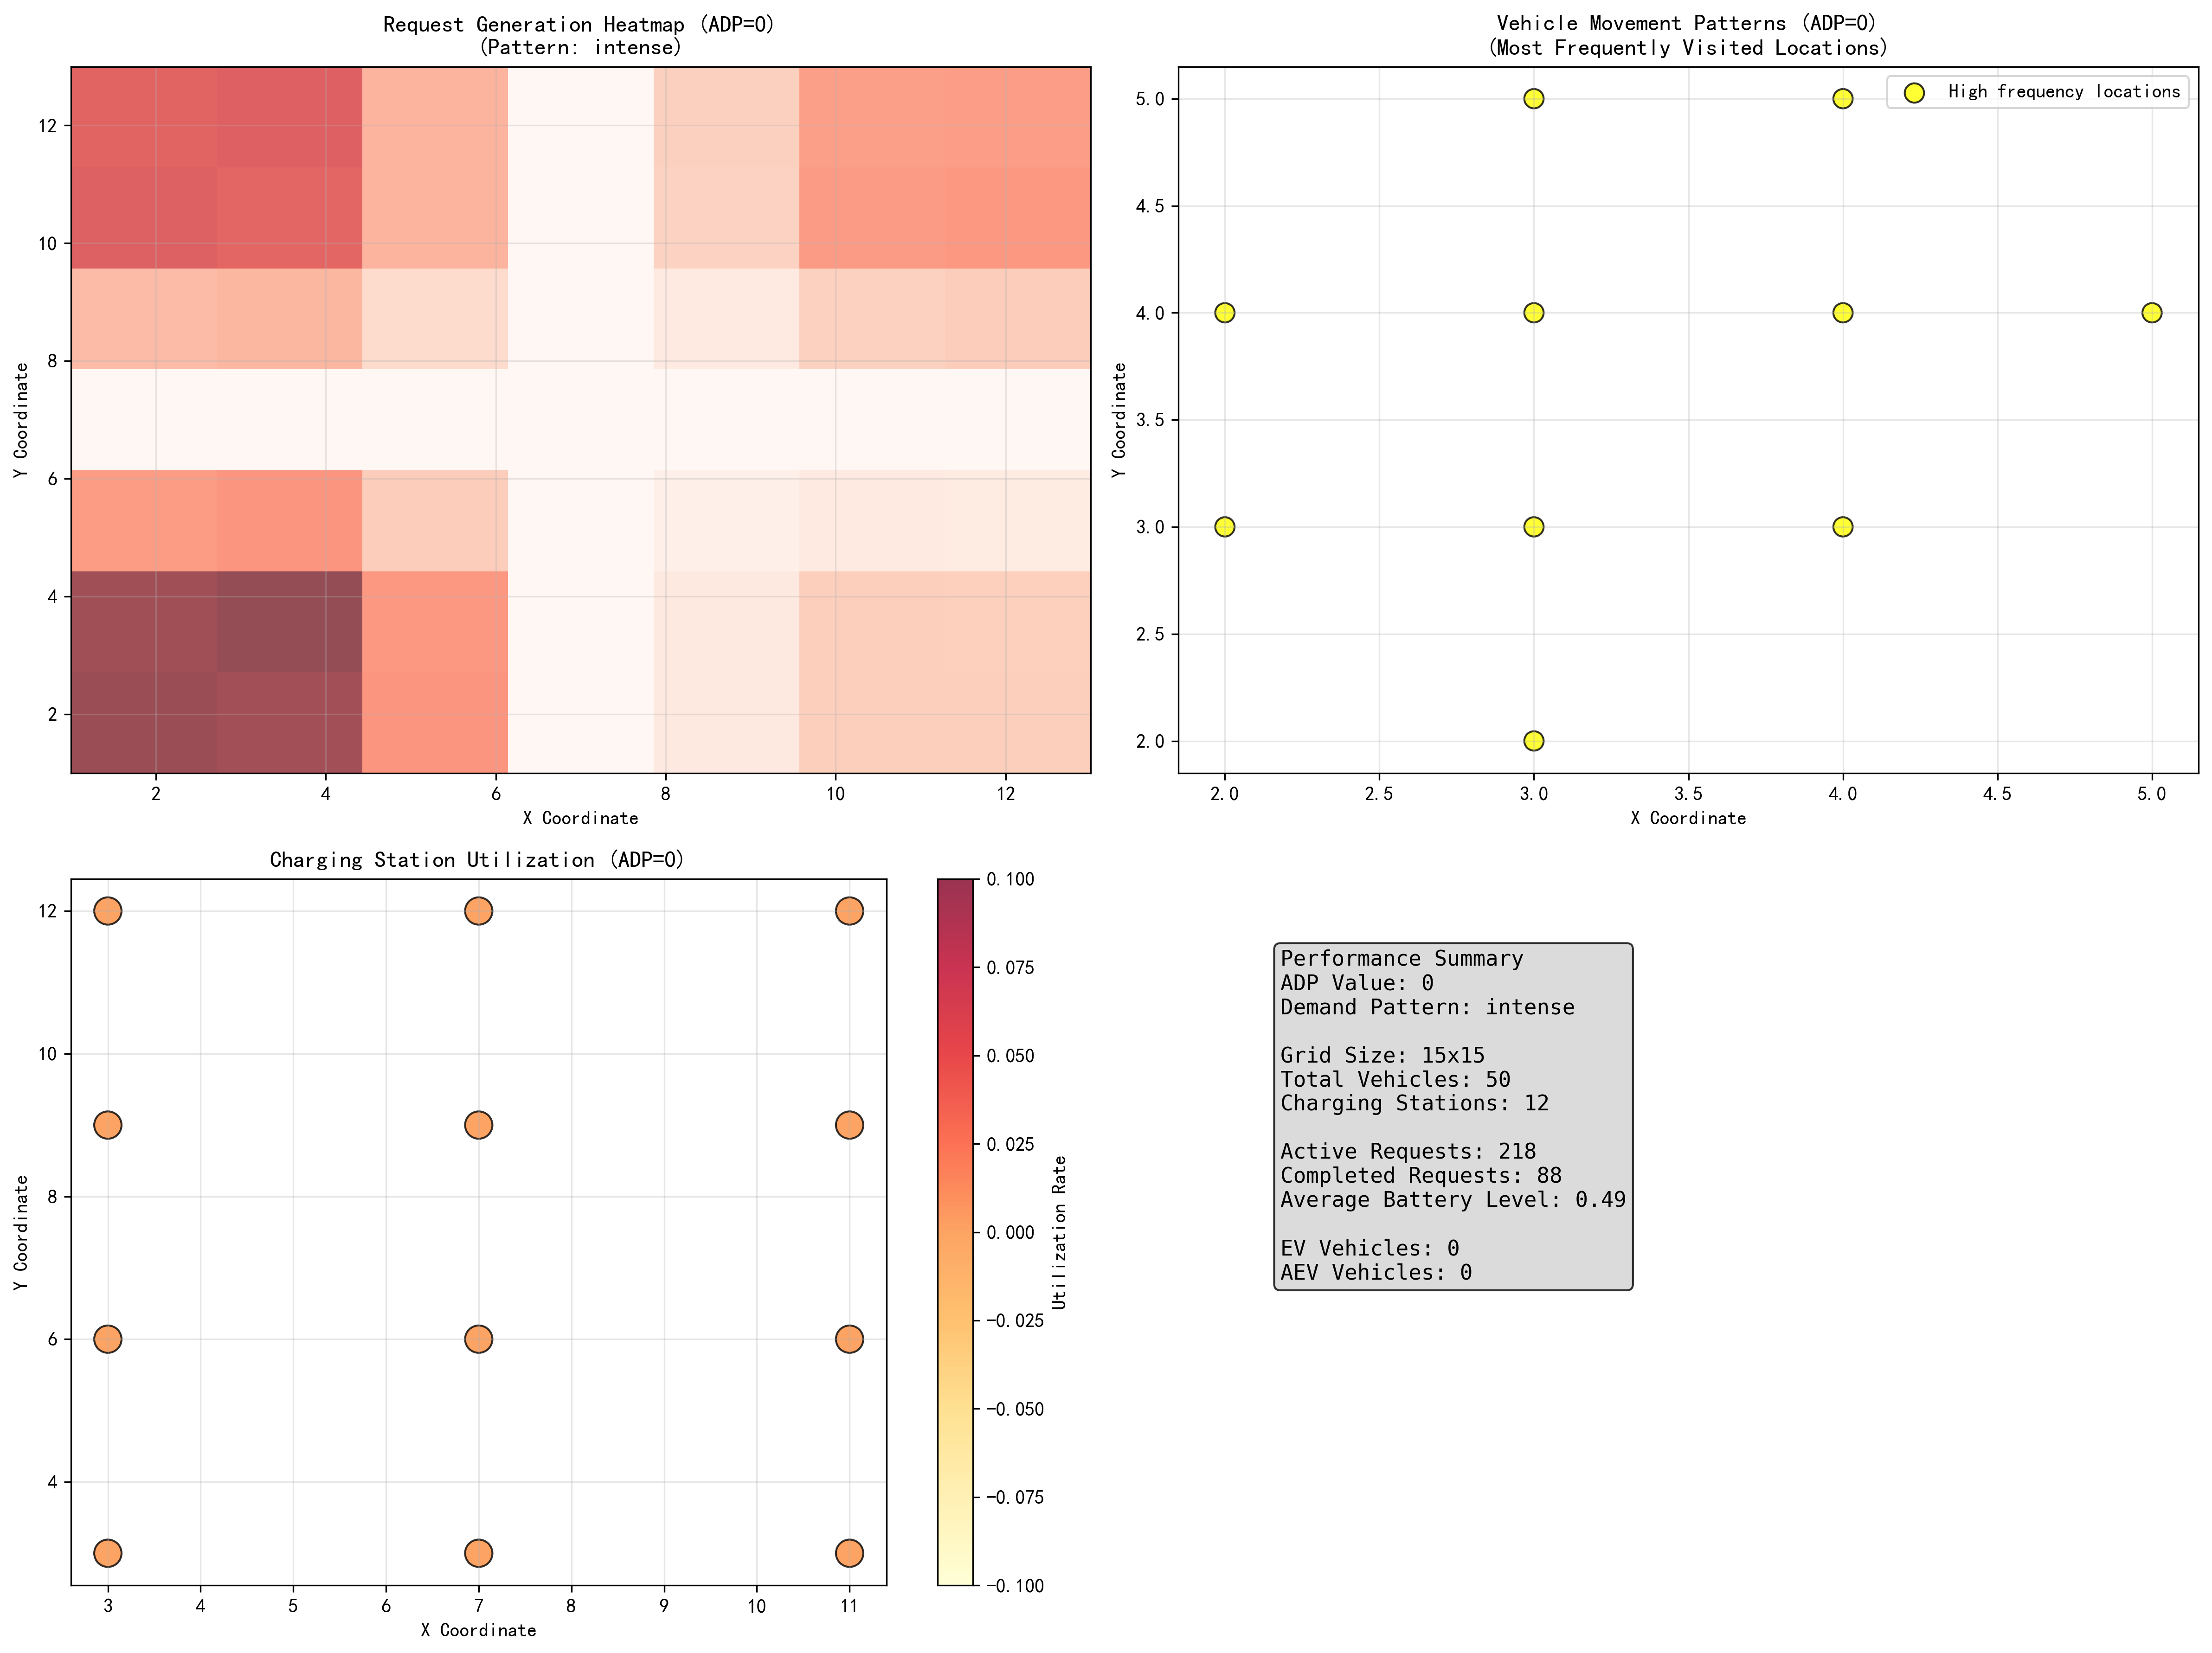 Request Generation Heatmap (ADP=0)
(Pattern: intense)
12
10
8
6
4
2
Y Coordinate
2
4
6
8
10
12
X Coordinate
Vehicle Movement Patterns (ADP=0)
(Most Frequently Visited Locations)
High frequency locations
5.0
4.5
4.0
3.5
3.0
2.5
2.0
Y Coordinate
2.0
2.5
3.0
3.5
4.0
4.5
5.0
X Coordinate
Charging Station Utilization (ADP=0)
12
10
8
6
4
Y Coordinate
3
4
5
6
7
8
9
10
11
X Coordinate
0.100
0.075
0.050
0.025
0.000
−0.025
−0.050
−0.075
−0.100
Utilization Rate
Performance Summary
ADP Value: 0
Demand Pattern: intense
Grid Size: 15x15
Total Vehicles: 50
Charging Stations: 12
Active Requests: 218
Completed Requests: 88
Average Battery Level: 0.49
EV Vehicles: 0
AEV Vehicles: 0